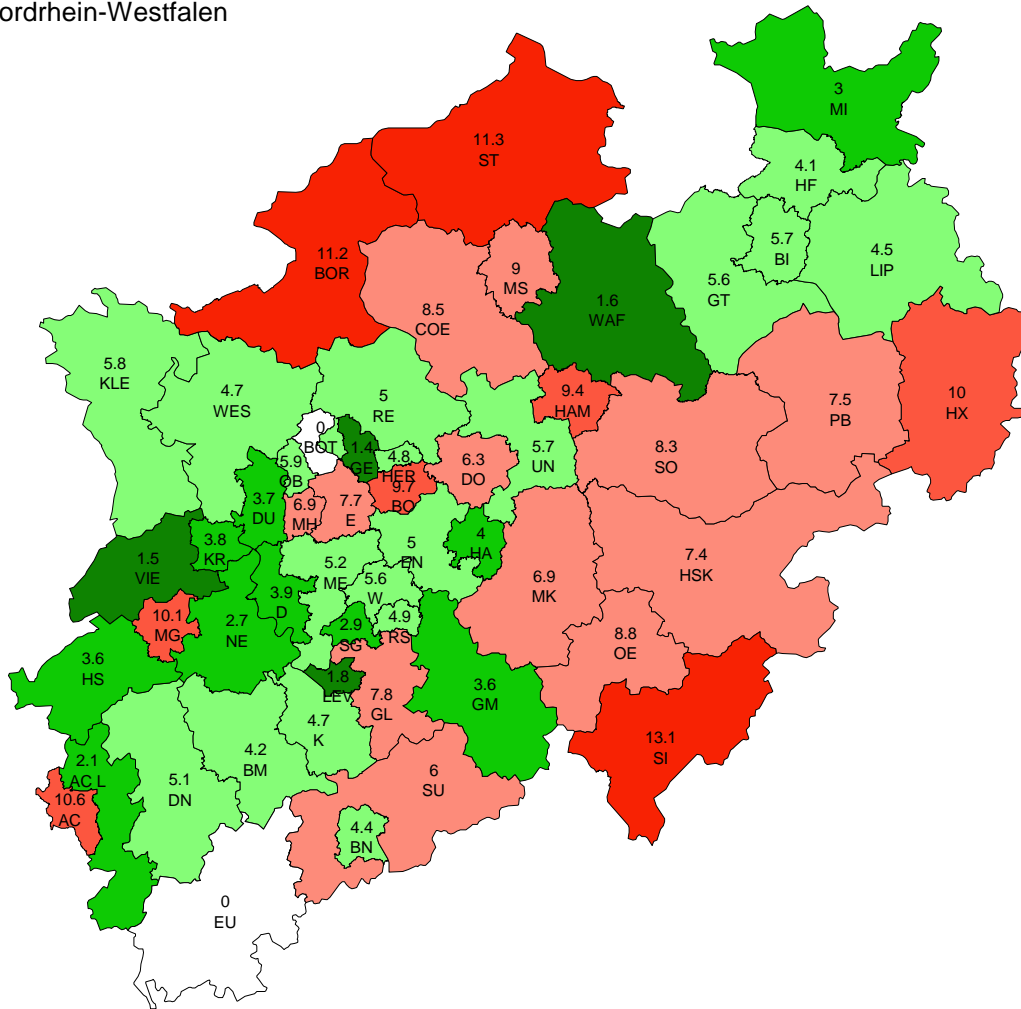 ordrhein-Westfalen
3
MI
11.3
ST
4.1
HF
5.7
BI
4.5
LIP
11.2
BOR
9
MS
5.6
GT
1.6
WAF
8.5
COE
5.8
KLE
4.7
WES
5
RE
9.4
HAM
7.5
PB
10
HX
0
BOT
1.4
GE
4.8
HER
5.9
OB
6.3
DO
5.7
UN
8.3
SO
9.7
BO
7.7
E
6.9
MH
3.7
DU
3.8
KR
5
EN
4
HA
1.5
VIE
5.2
ME
5.6
W
7.4
HSK
6.9
MK
3.9
D
10.1
MG
2.7
NE
2.9
SG
4.9
RS
8.8
OE
3.6
HS
1.8
LEV
7.8
GL
3.6
GM
4.7
K
4.2
BM
13.1
SI
2.1
AC L
5.1
DN
6
SU
10.6
AC
4.4
BN
0
EU